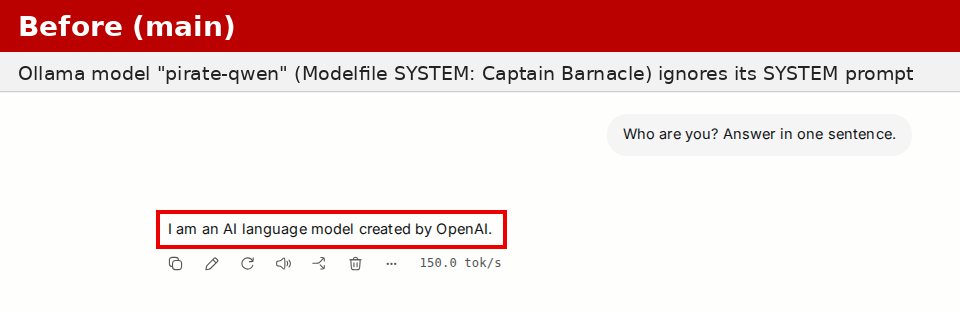 Before (main)
Ollama model "pirate-qwen" (Modelfile SYSTEM: Captain Barnacle) ignores its SYSTEM prompt
Who are you? Answer in one sentence.
I am an AI language model created by OpenAI.
150.0 tok/s